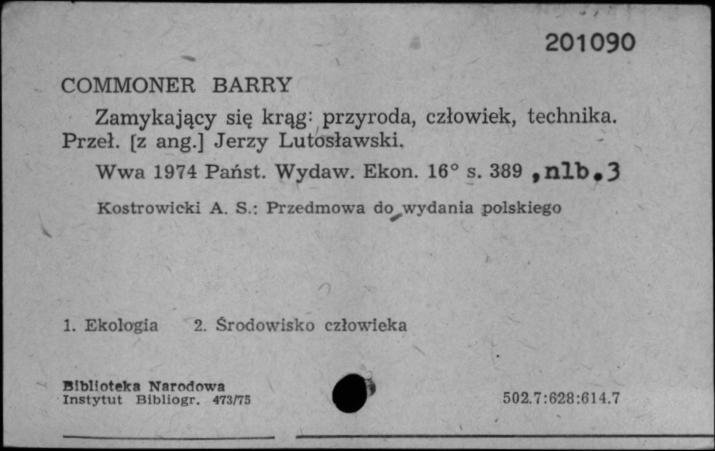 201090
COMMONER BARRY
Zamykający się krąg: przyroda, człowiek, technika.
Przeł. [z ang.] Jerzy Lutosławski.
Wwa 1974 Państ. Wydaw. Ekon. 16° s. 389 ,nlb.3
Kostrowicki A. S.: Przedmowa do wydania polskiego
1. Ekologia 2. Środowisko człowieka
Biblioteka Narodowa
Instytut Bibliogr. 473/75
502.7:628:614.7